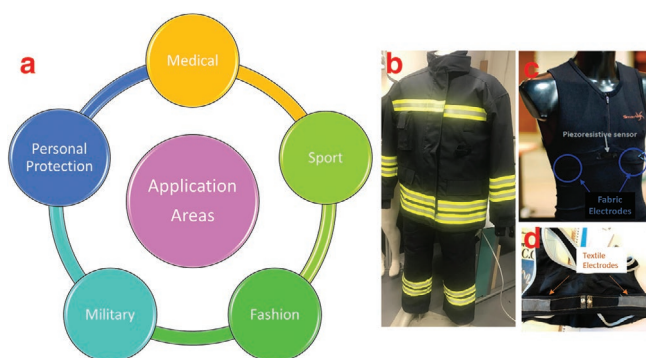 a
Medical
Personal
Protection
Sport
Application
Areas
Military
Fashion
b
c
Piezoresistive sensor
Fabric
Electrodes
d
Textile
Electrodes